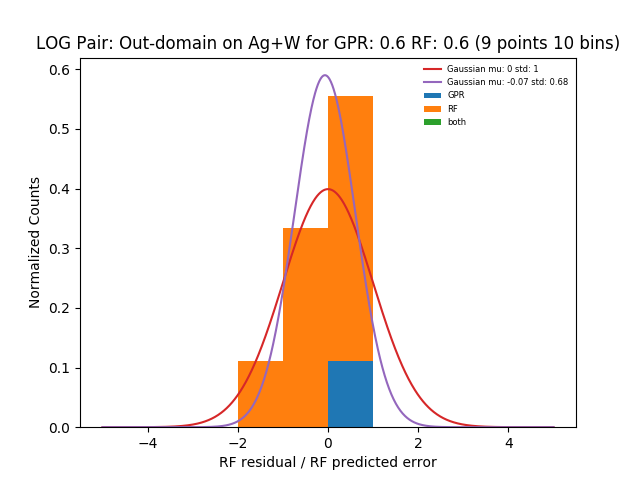 LOG Pair: Out-domain on Ag+W for GPR: 0.6 RF: 0.6 (9 points 10 bins)
Gaussian mu: 0 std: 1
Gaussian mu: -0.07 std: 0.68
GPR
RF
both
Normalized Counts
0.6
0.5
0.4
0.3
0.2
0.1
0.0
−4 −2 0 2 4
RF residual / RF predicted error